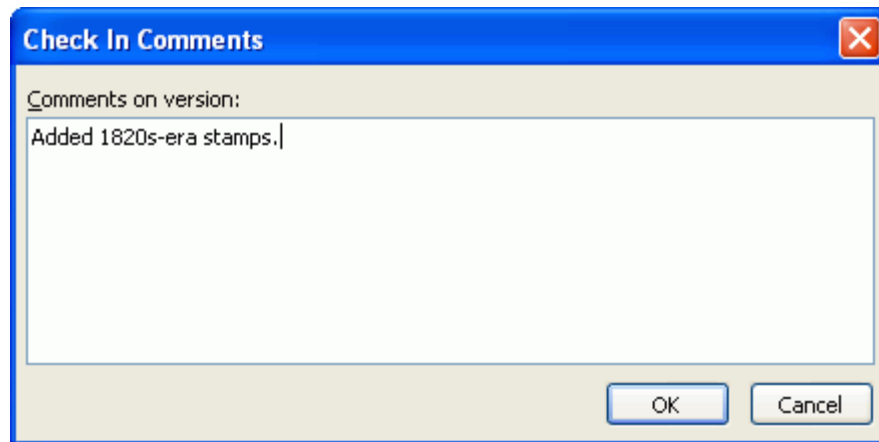 Check In Comments
Comments on version:
Added 1820s-era stamps.
OK
Cancel